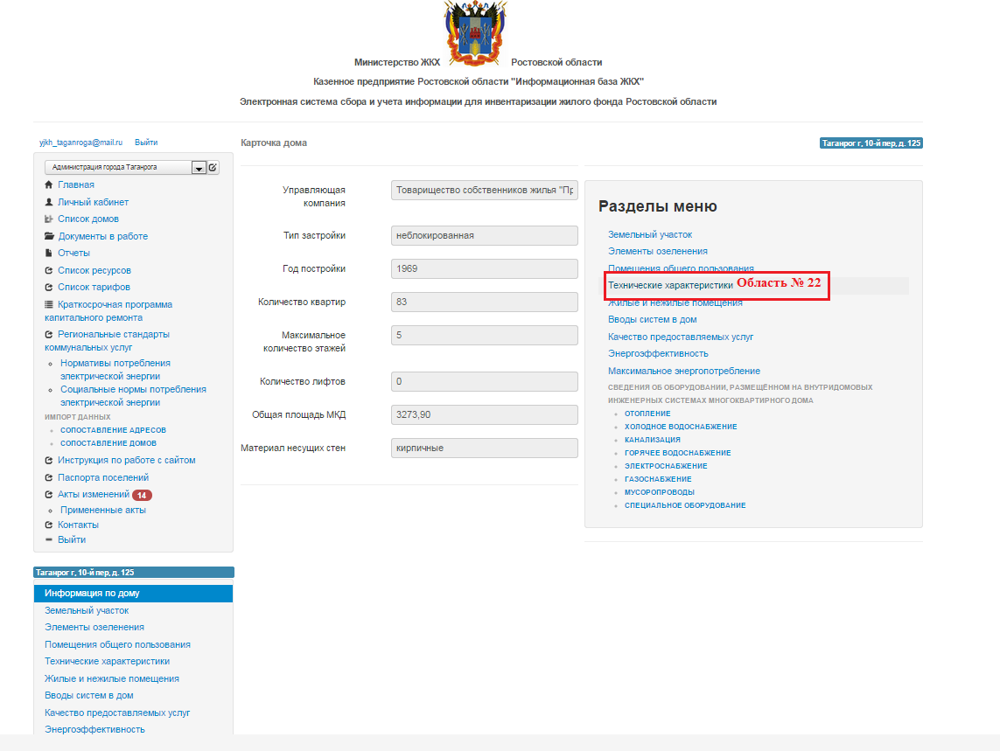 Министерство ЖКХ Ростовской области
Казенное предприятие Ростовской области "Информационная база ЖКХ"
Электронная система сбора и учета информации для инвентаризации жилого фонда Ростовской области
yjkh_taganroga@mail.ru Выйти
Администрация города Таганрога
Главная
Личный кабинет
Список домов
Документы в работе
Отчеты
Список ресурсов
Список тарифов
Краткосрочная программа
капитального ремонта
Региональные стандарты
коммунальных услуг
Нормативы потребления
электрической энергии
Социальные нормы потребления
электрической энергии
ИМПОРТ ДАННЫХ
СОПОСТАВЛЕНИЕ АДРЕСОВ
СОПОСТАВЛЕНИЕ ДОМОВ
Инструкция по работе с сайтом
Паспорта поселений
Акты изменений 14
Примененные акты
Контакты
Выйти
Таганрог г, 10-й пер, д. 125
Информация по дому
Земельный участок
Элементы озеленения
Помещения общего пользования
Технические характеристики
Жилые и нежилые помещения
Вводы систем в дом
Качество предоставляемых услуг
Энергоэффективность
Карточка дома
Управляющая
компания
Товарищество собственников жилья "Пр
Тип застройки неблокированная
Год постройки 1969
Количество квартир 83
Максимальное
количество этажей
5
Количество лифтов 0
Общая площадь МКД 3273,90
Материал несущих стен кирпичные
Таганрог г, 10-й пер, д. 125
Разделы меню
Земельный участок
Элементы озеленения
Помещения общего пользования
Технические характеристики Область № 22
Жилые и нежилые помещения
Вводы систем в дом
Качество предоставляемых услуг
Энергоэффективность
Максимальное энергопотребление
СВЕДЕНИЯ ОБ ОБОРУДОВАНИИ, РАЗМЕЩЁННОМ НА ВНУТРИДОМОВЫХ
ИНЖЕНЕРНЫХ СИСТЕМАХ МНОГОКВАРТИРНОГО ДОМА
ОТОПЛЕНИЕ
ХОЛОДНОЕ ВОДОСНАБЖЕНИЕ
КАНАЛИЗАЦИЯ
ГОРЯЧЕЕ ВОДОСНАБЖЕНИЕ
ЭЛЕКТРОСНАБЖЕНИЕ
ГАЗОСНАБЖЕНИЕ
МУСОРОПРОВОДЫ
СПЕЦИАЛЬНОЕ ОБОРУДОВАНИЕ